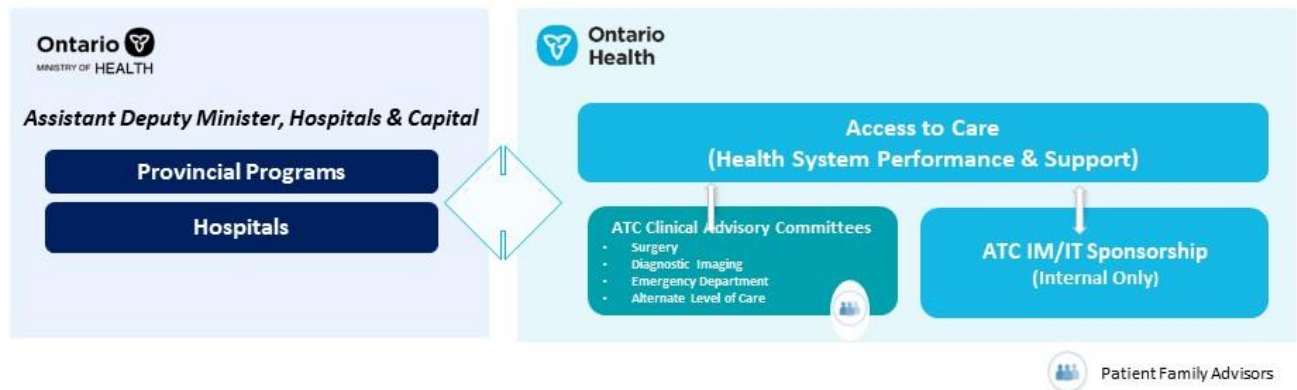 Ontario
MINISTRY OF HEALTH
Assistant Deputy Minister, Hospitals & Capital
Provincial Programs
Hospitals
Ontario
Health
Access to Care
(Health System Performance & Support)
ATC Clinical Advisory Committees
• Surgery
• Diagnostic Imaging
• Emergency Department
• Alternate Level of Care
ATC IM/IT Sponsorship
(Internal Only)
Patient Family Advisors